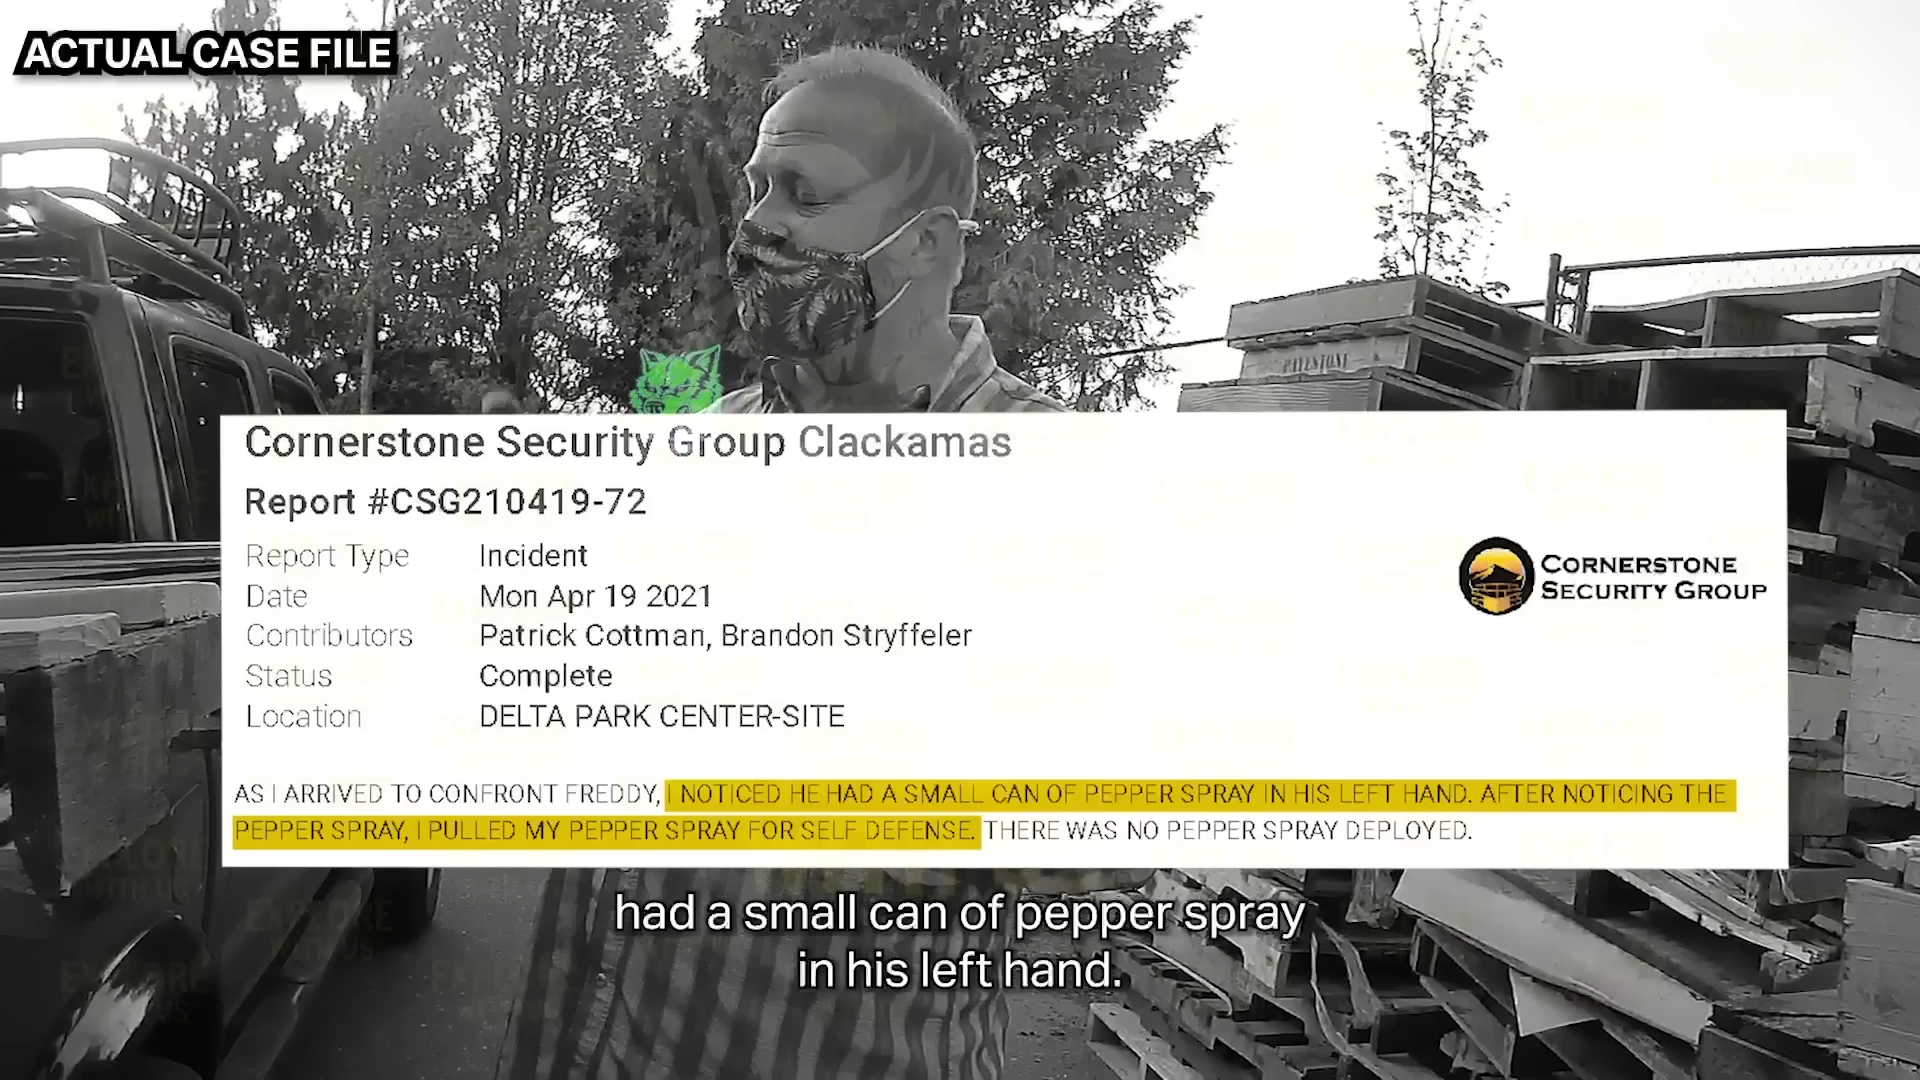 ACTUAL CASE FILE
PAVESTONE
Cornerstone Security Group Clackamas
Report #CSG210419-72
Report Type Incident
Date Mon Apr 19 2021
Contributors Patrick Cottman, Brandon Stryffeler
Status Complete
Location DELTA PARK CENTER-SITE
CORNERSTONE
SECURITY GROUP
AS I ARRIVED TO CONFRONT FREDDY, I NOTICED HE HAD A SMALL CAN OF PEPPER SPRAY IN HIS LEFT HAND. AFTER NOTICING THE
PEPPER SPRAY, I PULLED MY PEPPER SPRAY FOR SELF DEFENSE. THERE WAS NO PEPPER SPRAY DEPLOYED.
had a small can of pepper spray
in his left hand.
EXPLORE
WITH US